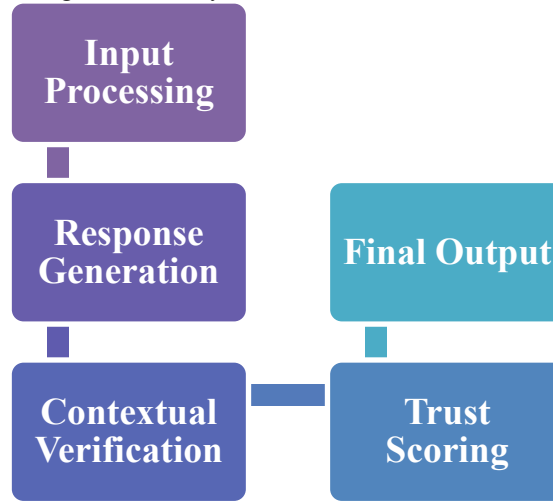 Input
Processing
Response
Generation
Contextual
Verification
Trust
Scoring
Final Output